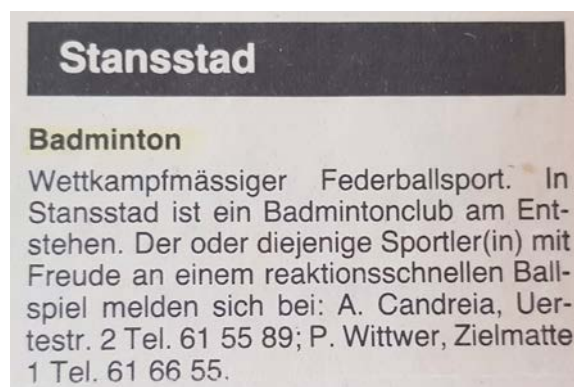 Stansstad
Badminton
Wettkampfmässiger Federballsport. In
Stansstad ist ein Badmintonclub am Ent-
stehen. Der oder diejenige Sportler(in) mit
Freude an einem reaktionsschnellen Ball-
spiel melden sich bei: A. Candreia, Uer-
testr. 2 Tel. 61 55 89; P. Wittwer, Zielmatte
1 Tel. 61 66 55.